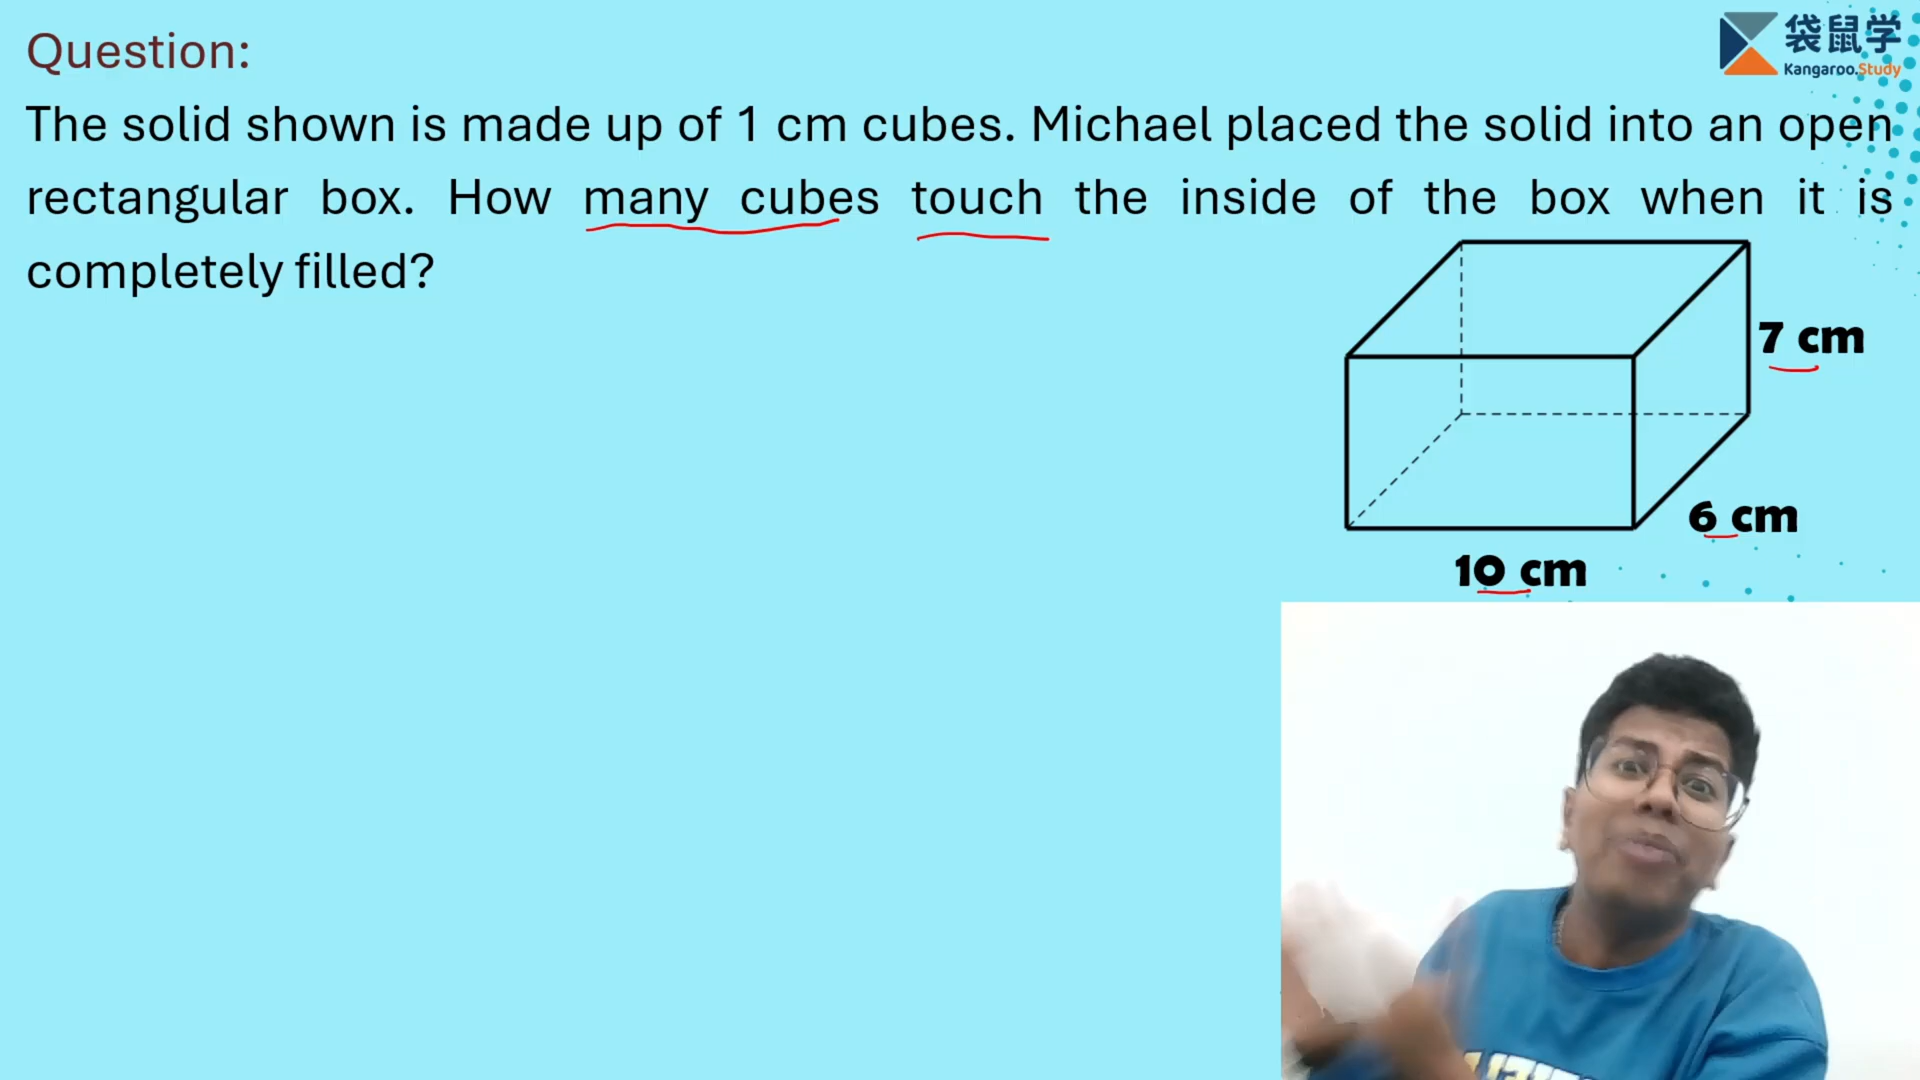 Question:
袋鼠学
Kangaroo.Study
The solid shown is made up of 1 cm cubes. Michael placed the solid into an open
rectangular box. How many cubes touch the inside of the box when it is
completely filled?
7 cm
6 cm
10 cm